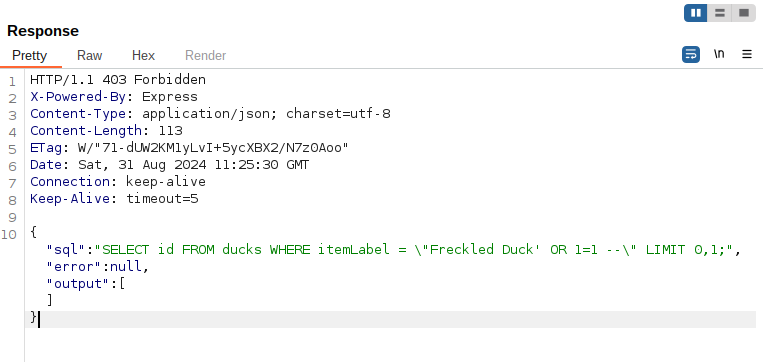 Response
Pretty Raw Hex Render \n
1 HTTP/1.1 403 Forbidden
2 X-Powered-By: Express
3 Content-Type: application/json; charset=utf-8
4 Content-Length: 113
5 ETag: W/"71-dUW2KM1yLvI+5ycXBX2/N7z0Aoo"
6 Date: Sat, 31 Aug 2024 11:25:30 GMT
7 Connection: keep-alive
8 Keep-Alive: timeout=5
9
10 {
"sql":"SELECT id FROM ducks WHERE itemLabel = \"Freckled Duck' OR 1=1 --\" LIMIT 0,1;",
"error":null,
"output":[
]
}